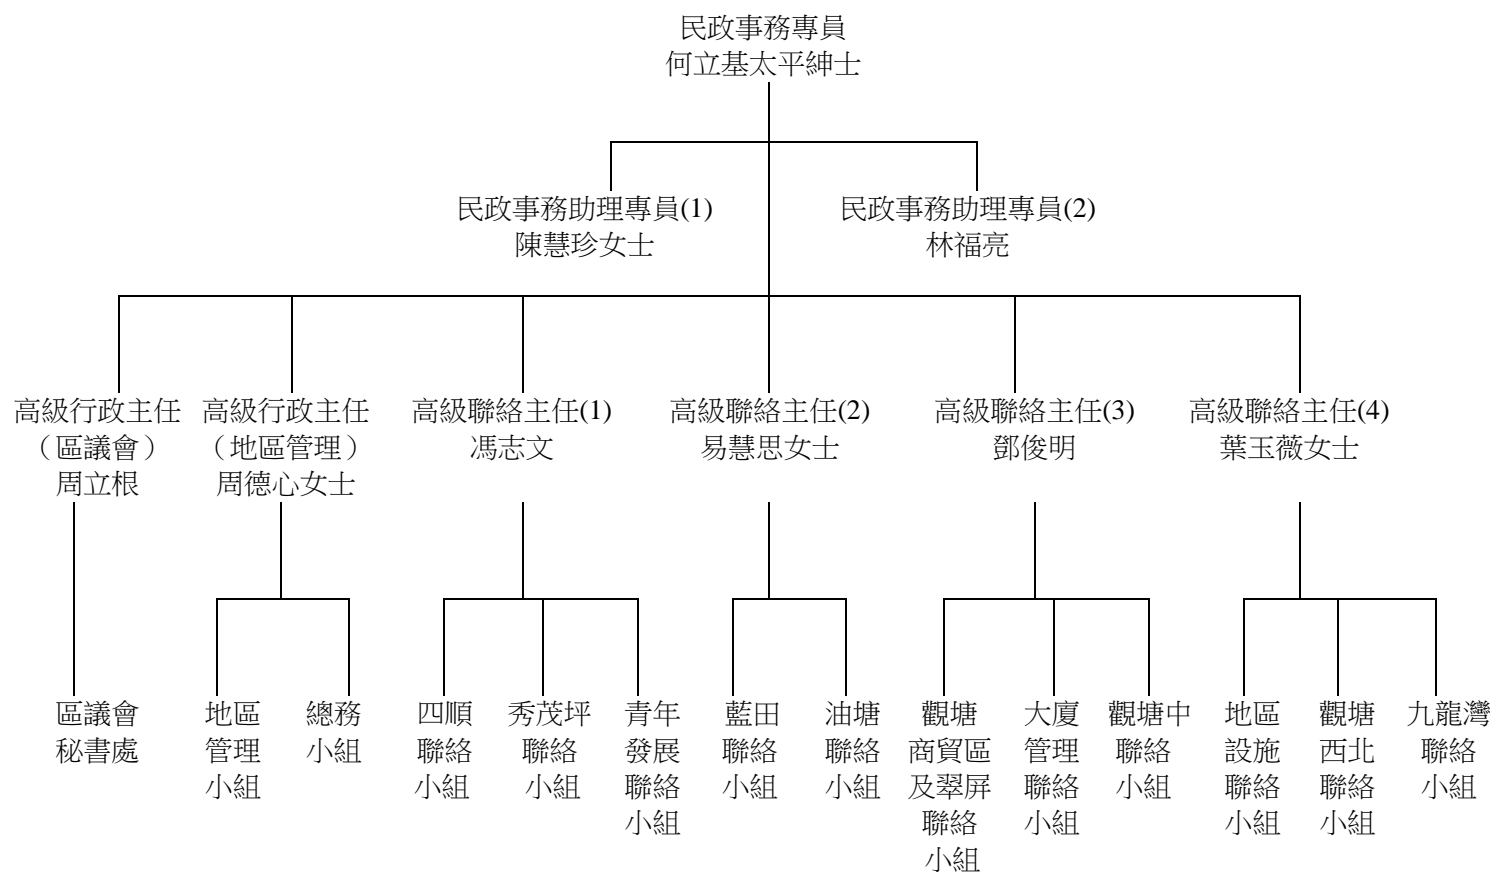 民政事務專員
何立基太平紳士
民政事務助理專員(1)
陳慧珍女士
民政事務助理專員(2)
林福亮
高級行政主任
（區議會）
周立根
高級行政主任
（地區管理）
周德心女士
高級聯絡主任(1)
馮志文
高級聯絡主任(2)
易慧思女士
高級聯絡主任(3)
鄧俊明
高級聯絡主任(4)
葉玉薇女士
區議會
秘書處
地區
管理
小組
總務
小組
四順
聯絡
小組
秀茂坪
聯絡
小組
青年
發展
聯絡
小組
藍田
聯絡
小組
油塘
聯絡
小組
觀塘
商貿區
及翠屏
聯絡
小組
大廈
管理
聯絡
小組
觀塘中
聯絡
小組
地區
設施
聯絡
小組
觀塘
西北
聯絡
小組
九龍灣
聯絡
小組